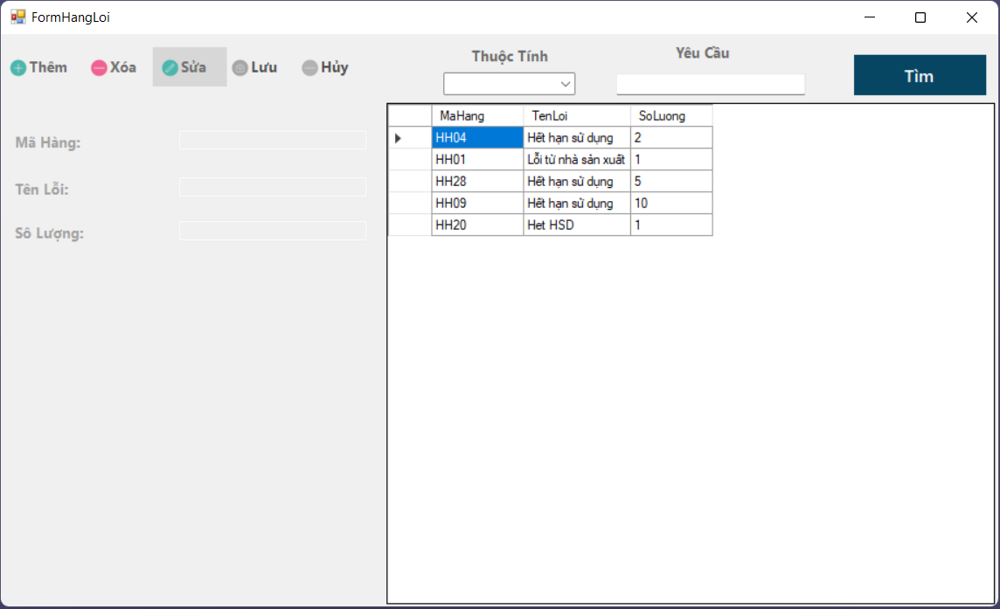 FormHangLoi
Thêm Xóa Sửa Lưu Hủy
Thuộc Tính
Yêu Cầu
Tìm
Mã Hàng:
Tên Lỗi:
Sô Lượng:
MaHang TenLoi SoLuong
HH04 Hết hạn sử dụng 2
HH01 Lỗi từ nhà sản xuất 1
HH28 Hết hạn sử dụng 5
HH09 Hết hạn sử dụng 10
HH20 Het HSD 1